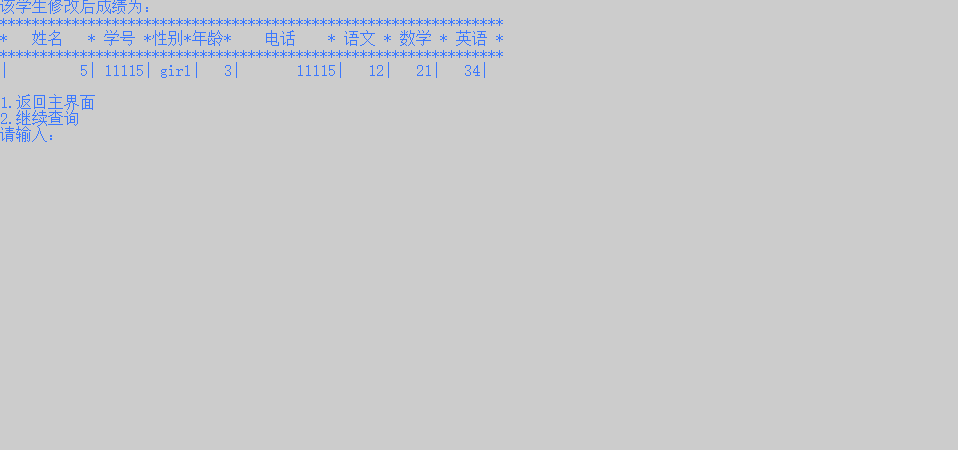 该学生修改后成绩为：
***************************************************************
*   姓名   * 学号 *性别*年龄*    电话    * 语文 * 数学 * 英语 *
***************************************************************
|         5| 11115| girl|   3|       11115|   12|   21|   34|
1.返回主界面
2.继续查询
请输入：